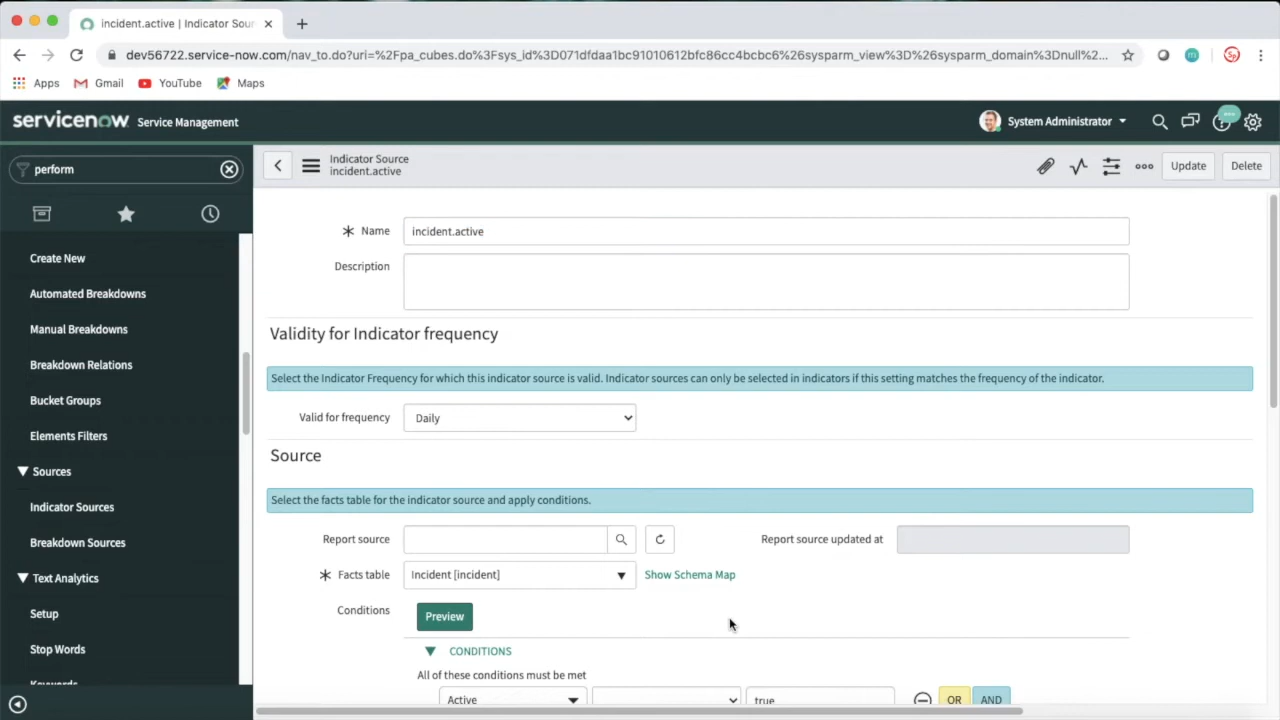 incident.active | Indicator Sour
dev56722.service-now.com/nav_to.do?uri=%2Fpa_cubes.do%3Fsys_id%3D071dfdaa1bc91010612bfc86cc4bcbc6%26sysparm_view%3D%26sysparm_domain%3Dnull%2...
Apps Gmail YouTube Maps
servicenow Service Management
System Administrator
perform
Indicator Source
incident.active
Update Delete
Create New
Automated Breakdowns
Manual Breakdowns
Breakdown Relations
Bucket Groups
Elements Filters
Sources
Indicator Sources
Breakdown Sources
Text Analytics
Setup
Stop Words
Keywords
Name incident.active
Description
Validity for Indicator frequency
Select the Indicator Frequency for which this indicator source is valid. Indicator sources can only be selected in indicators if this setting matches the frequency of the indicator.
Valid for frequency Daily
Source
Select the facts table for the indicator source and apply conditions.
Report source Report source updated at
Facts table Incident [incident] Show Schema Map
Conditions Preview
CONDITIONS
All of these conditions must be met
Active true OR AND